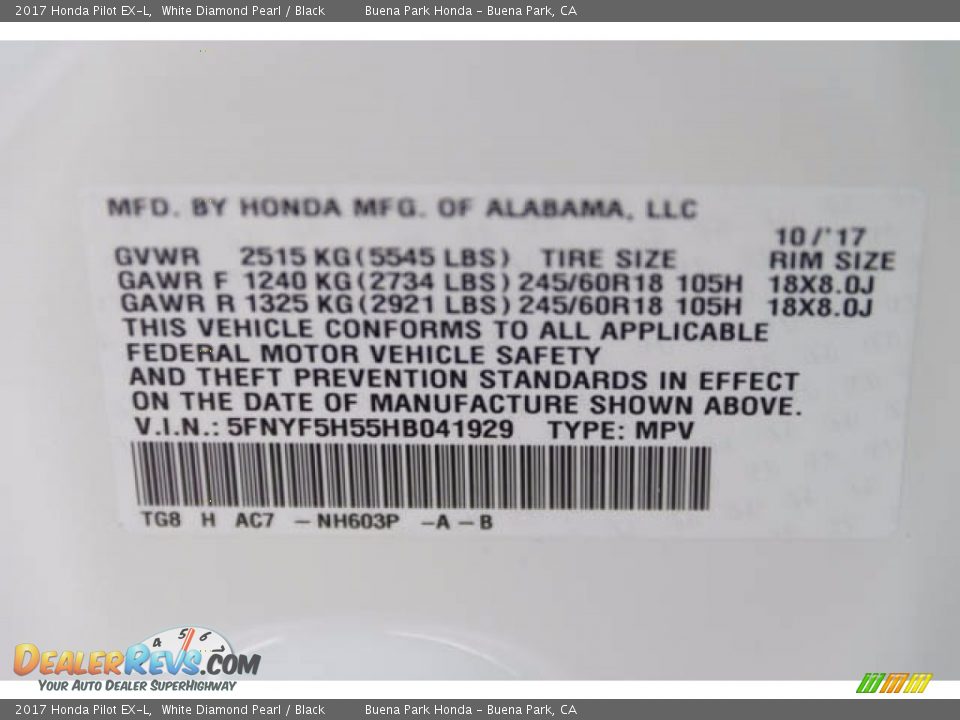 2017 Honda Pilot EX-L, White Diamond Pearl / Black Buena Park Honda - Buena Park, CA
MFD. BY HONDA MFG. OF ALABAMA, LLC
10/'17
GVWR 2515 KG(5545 LBS) TIRE SIZE RIM SIZE
GAWR F 1240 KG(2734 LBS) 245/60R18 105H 18X8.0J
GAWR R 1325 KG(2921 LBS) 245/60R18 105H 18X8.0J
THIS VEHICLE CONFORMS TO ALL APPLICABLE
FEDERAL MOTOR VEHICLE SAFETY
AND THEFT PREVENTION STANDARDS IN EFFECT
ON THE DATE OF MANUFACTURE SHOWN ABOVE.
V.I.N.: 5FNYF5H55HB041929 TYPE: MPV
TG8 H AC7 -NH603P -A-B
4 5 6 7
DEALERREVS.COM
YOUR AUTO DEALER SUPERHIGHWAY
2017 Honda Pilot EX-L, White Diamond Pearl / Black Buena Park Honda - Buena Park, CA